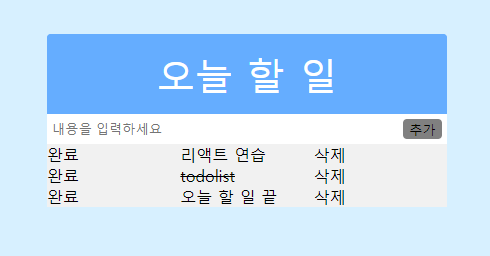 오늘 할 일
내용을 입력하세요 추가
완료 리액트 연습 삭제
완료 todolist 삭제
완료 오늘 할 일 끝 삭제